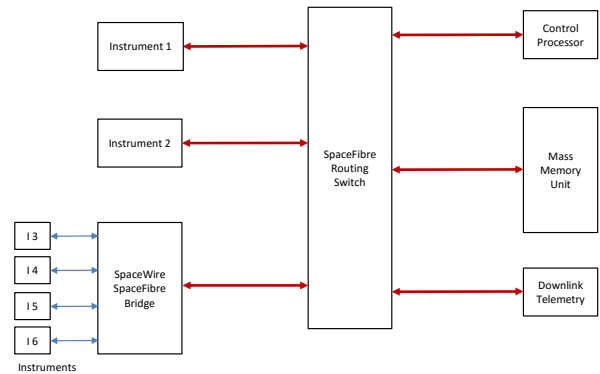 Instrument 1
Control
Processor
Instrument 2
SpaceFibre
Routing
Switch
Mass
Memory
Unit
I 3
I 4
I 5
I 6
SpaceWire
SpaceFibre
Bridge
Downlink
Telemetry
Instruments